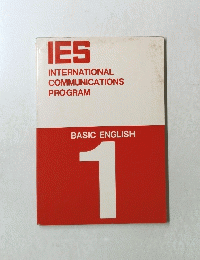 IES
INTERNATIONAL
COMMUNICATIONS
PROGRAM
BASIC ENGLISH
1